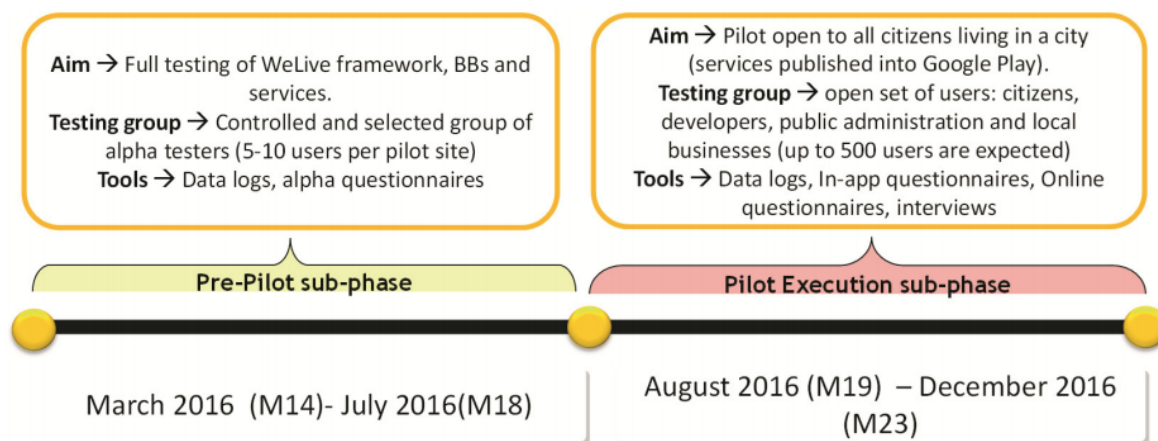 Aim → Full testing of WeLive framework, BBs and
services.
Testing group → Controlled and selected group of
alpha testers (5-10 users per pilot site)
Tools → Data logs, alpha questionnaires
Aim → Pilot open to all citizens living in a city
(services published into Google Play).
Testing group → open set of users: citizens,
developers, public administration and local
businesses (up to 500 users are expected)
Tools → Data logs, In-app questionnaires, Online
questionnaires, interviews
Pre-Pilot sub-phase
Pilot Execution sub-phase
March 2016 (M14)- July 2016(M18)
August 2016 (M19) – December 2016
(M23)